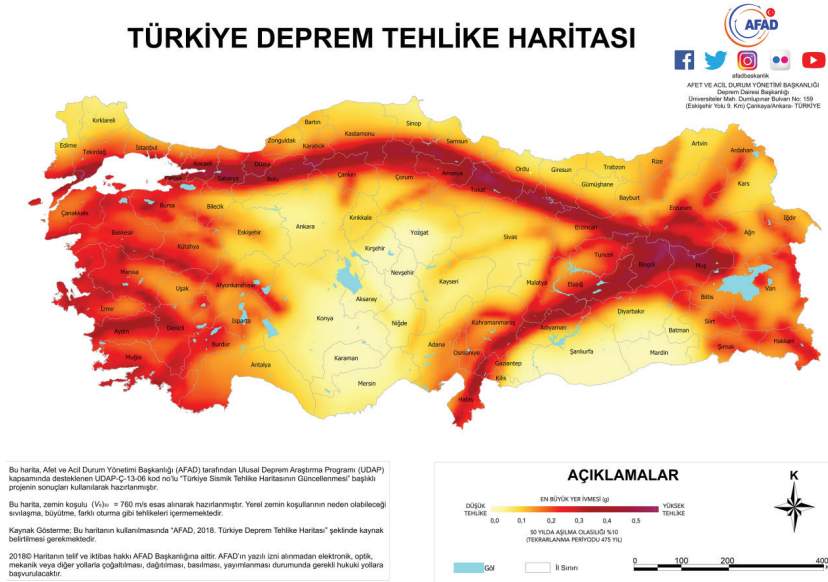 TÜRKİYE DEPREM TEHLİKE HARİTASI
AFAD
afadbaskanlik
AFET VE ACİL DURUM YÖNETİMİ BAŞKANLIĞI
Deprem Dairesi Başkanlığı
Üniversiteler Mah. Dumlupınar Bulvarı No: 159
(Eskişehir Yolu 9. Km) Çankaya/Ankara- TÜRKİYE
Kırklareli
Edirne
Tekirdağ
İstanbul
Kocaeli
Yalova
Sakarya
Düzce
Bolu
Zonguldak
Bartın
Karabük
Kastamonu
Sinop
Samsun
Çankırı
Çorum
Amasya
Tokat
Ordu
Giresun
Trabzon
Rize
Artvin
Ardahan
Gümüşhane
Bayburt
Kars
Erzurum
Iğdır
Ağrı
Çanakkale
Bursa
Bilecik
Balıkesir
Kütahya
Eskişehir
Ankara
Kırıkkale
Yozgat
Sivas
Erzincan
Tunceli
Bingöl
Muş
Kırşehir
Nevşehir
Kayseri
Malatya
Elazığ
Bitlis
Van
Manisa
Uşak
Afyonkarahisar
Aksaray
İzmir
Aydın
Denizli
Isparta
Burdur
Konya
Niğde
Kahramanmaraş
Adıyaman
Diyarbakır
Batman
Siirt
Hakkari
Şırnak
Mardin
Şanlıurfa
Muğla
Antalya
Karaman
Mersin
Adana
Osmaniye
Gaziantep
Kilis
Hatay
Bu harita, Afet ve Acil Durum Yönetimi Başkanlığı (AFAD) tarafından Ulusal Deprem Araştırma Programı (UDAP)
kapsamında desteklenen UDAP-Ç-13-06 kod no'lu "Türkiye Sismik Tehlike Haritasının Güncellenmesi" başlıklı
projenin sonuçları kullanılarak hazırlanmıştır.
Bu harita, zemin koşulu (Vs)30 = 760 m/s esas alınarak hazırlanmıştır. Yerel zemin koşullarının neden olabileceği
sıvılaşma, büyütme, farklı oturma gibi tehlikeleri içermemektedir.
Kaynak Gösterme; Bu haritanın kullanılmasında "AFAD, 2018. Türkiye Deprem Tehlike Haritası" şeklinde kaynak
belirtilmesi gerekmektedir.
2018© Haritanın telif ve iktibas hakkı AFAD Başkanlığına aittir. AFAD'ın yazılı izni alınmadan elektronik, optik,
mekanik veya diğer yollarla çoğaltılması, dağıtılması, basılması, yayımlanması durumunda gerekli hukuki yollara
başvurulacaktır.
AÇIKLAMALAR
EN BÜYÜK YER İVMESİ (g)
DÜŞÜK TEHLİKE
YÜKSEK TEHLİKE
0,0 0,1 0,2 0,3 0,4 0,5
50 YILDA AŞILMA OLASILIĞI %10
(TEKRARLANMA PERİYODU 475 YIL)
Göl
İl Sınırı
K
0 100 200 400